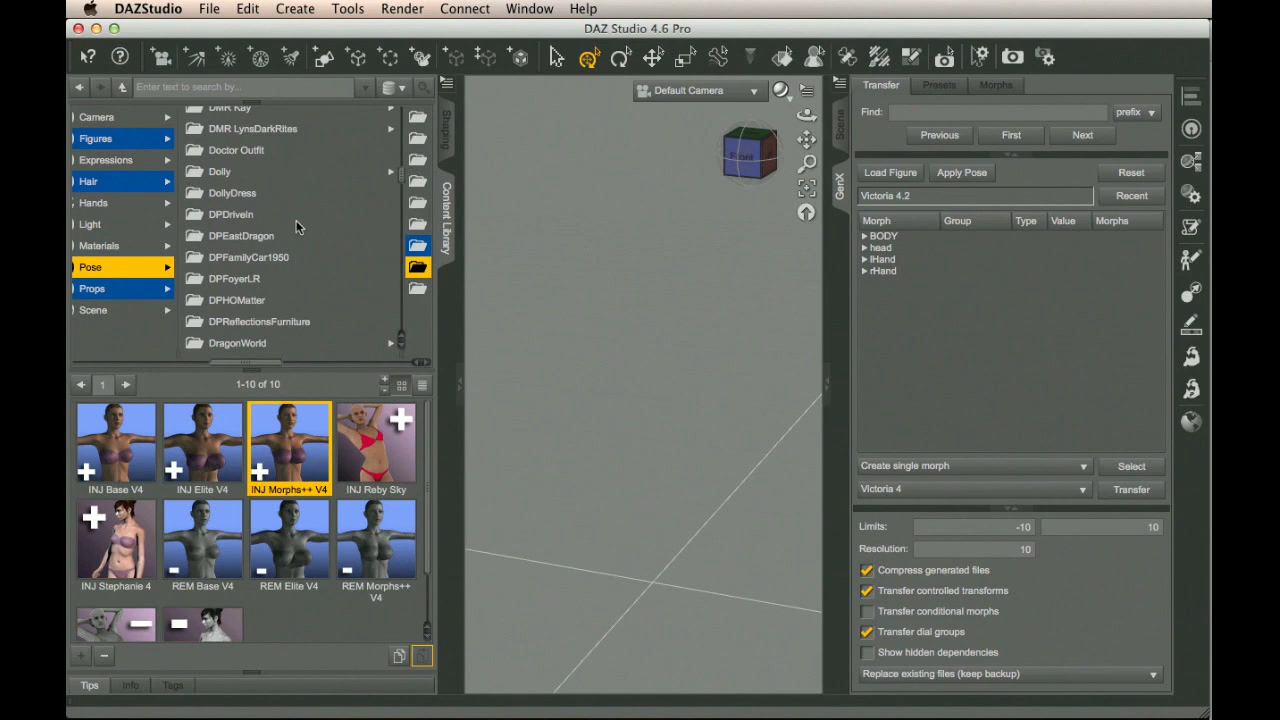 DAZStudio File Edit Create Tools Render Connect Window Help
DAZ Studio 4.6 Pro
Enter text to search by...
Camera
Figures
Expressions
Hair
Hands
Light
Materials
Pose
Props
Scene
DMR Kay
DMR LynsDarkRites
Doctor Outfit
Dolly
DollyDress
DPDriveIn
DPEastDragon
DPFamilyCar1950
DPFoyerLR
DPHOMatter
DPReflectionsFurniture
DragonWorld
1 1-10 of 10
INJ Base V4 INJ Elite V4 INJ Morphs++ V4 INJ Reby Sky
INJ Stephanie 4 REM Base V4 REM Elite V4 REM Morphs++ V4
Tips Info Tags
Shaping
Content Library
Default Camera
Front
Scene
GenX
Transfer Presets Morphs
Find: prefix
Previous First Next
Load Figure Apply Pose Reset
Victoria 4.2 Recent
Morph Group Type Value Morphs
BODY
head
lHand
rHand
Create single morph Select
Victoria 4 Transfer
Limits: -10 10
Resolution: 10
Compress generated files
Transfer controlled transforms
Transfer conditional morphs
Transfer dial groups
Show hidden dependencies
Replace existing files (keep backup)